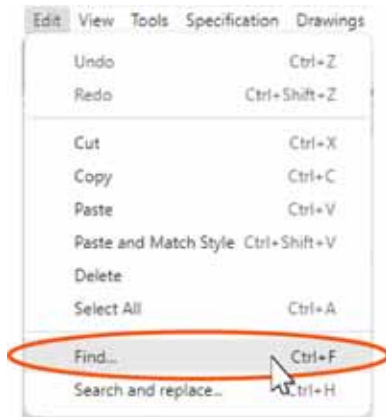 Edit View Tools Specification Drawings
Undo Ctrl+Z
Redo Ctrl+Shift+Z
Cut Ctrl+X
Copy Ctrl+C
Paste Ctrl+V
Paste and Match Style Ctrl+Shift+V
Delete
Select All Ctrl+A
Find... Ctrl+F
Search and replace... Ctrl+H